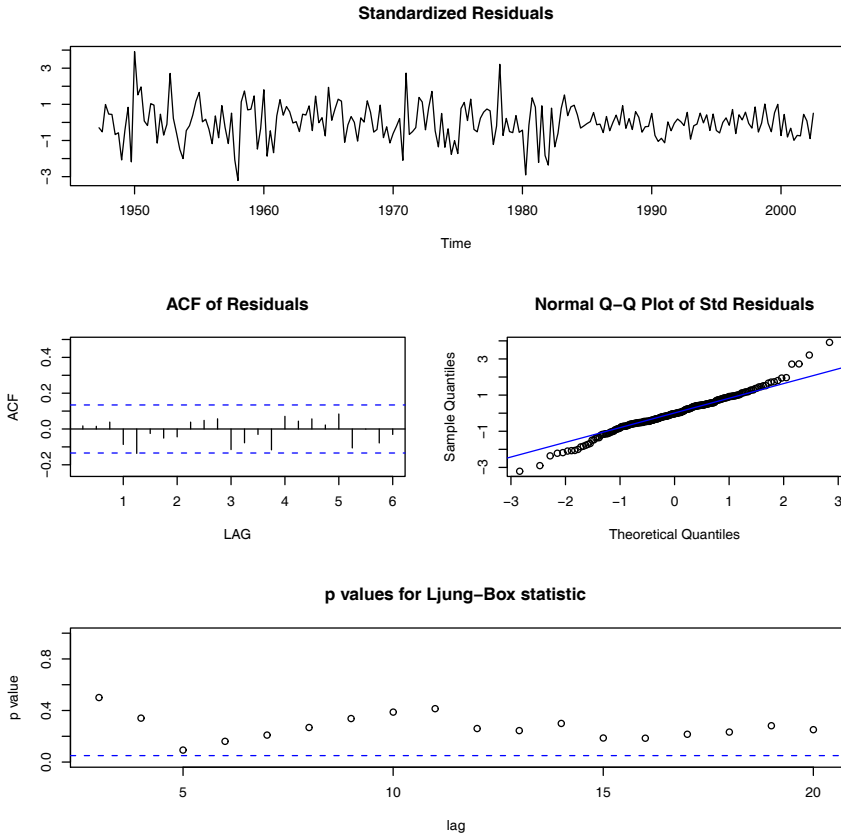 Standardized Residuals
3
1
−1
−3
1950 1960 1970 1980 1990 2000
Time
ACF of Residuals
ACF
0.4
0.2
0.0
−0.2
1 2 3 4 5 6
LAG
Normal Q−Q Plot of Std Residuals
Sample Quantiles
3
1
−1
−3
−3 −2 −1 0 1 2 3
Theoretical Quantiles
p values for Ljung−Box statistic
p value
0.8
0.4
0.0
5 10 15 20
lag